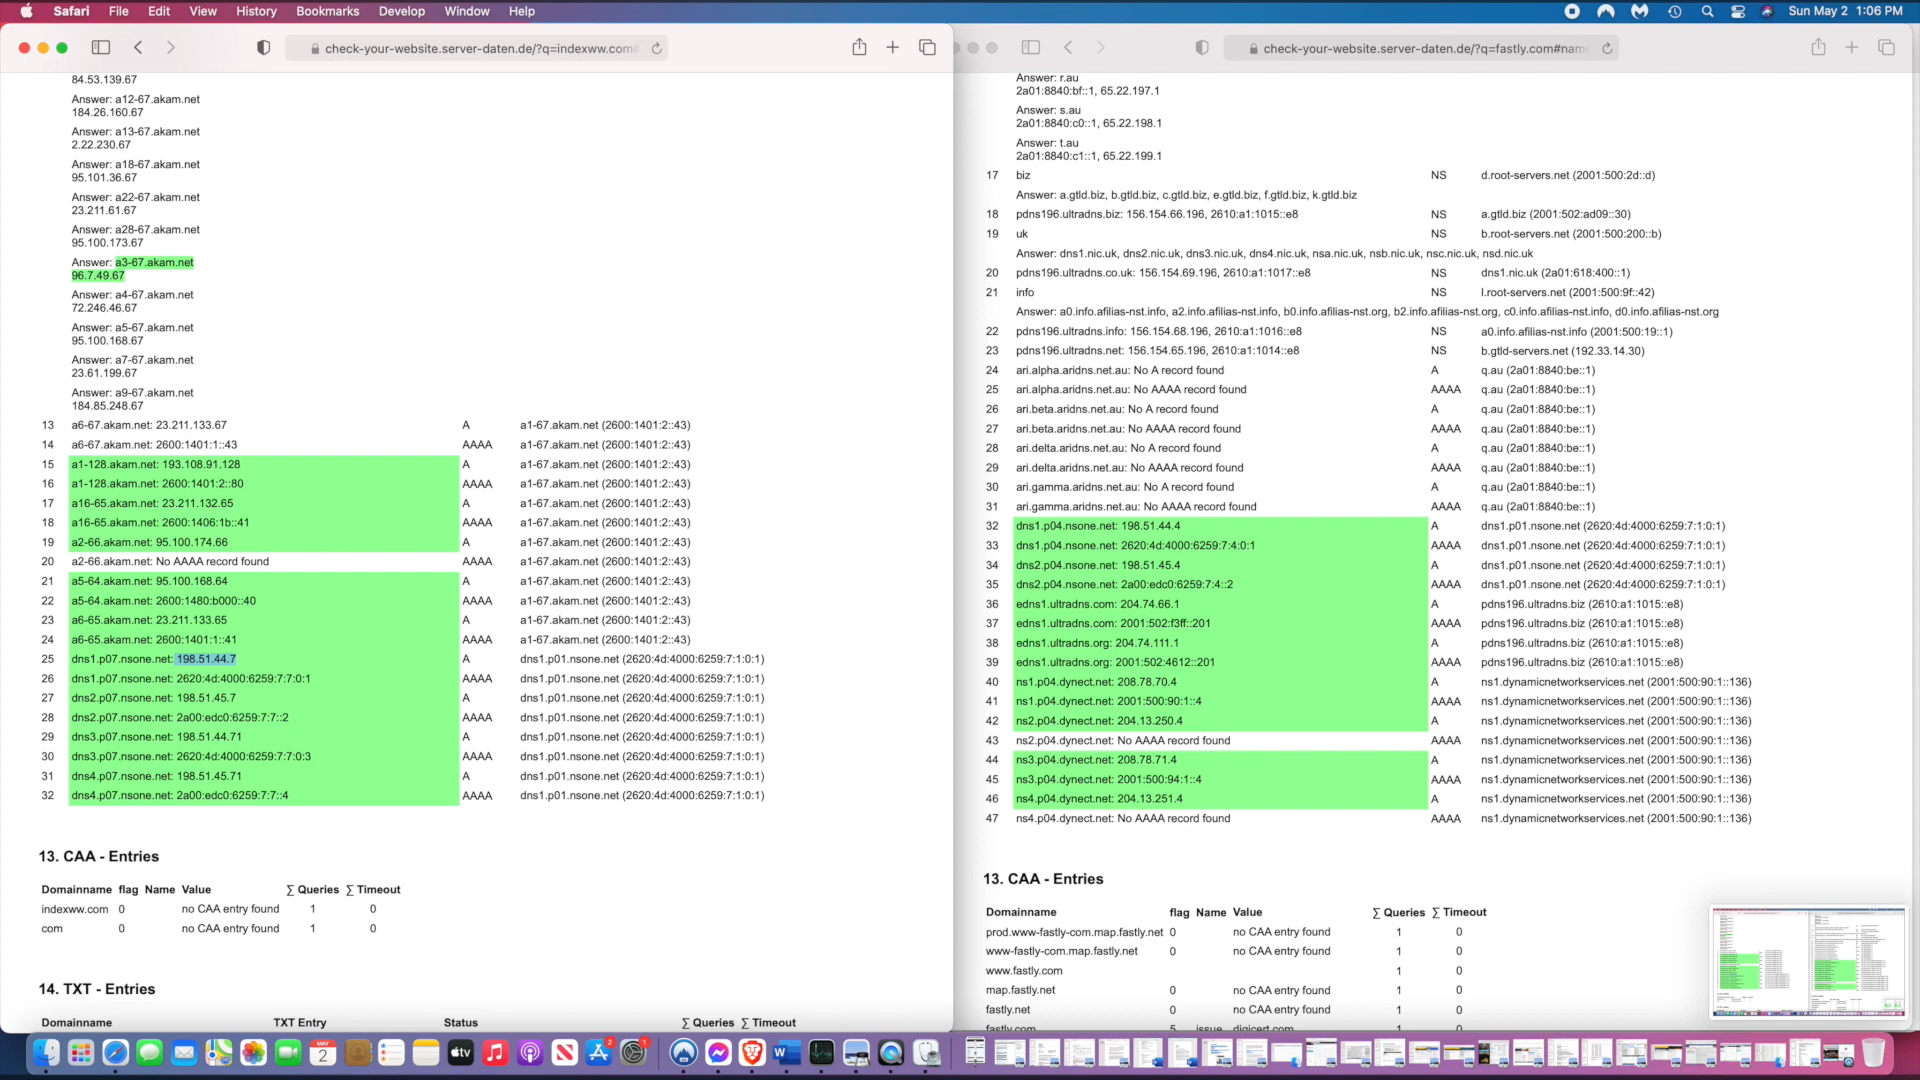 Safari File Edit View History Bookmarks Develop Window Help
Sun May 2 1:06 PM
check-your-website.server-daten.de/?q=indexww.com
84.53.139.67
Answer: a12-67.akam.net
184.26.160.67
Answer: a13-67.akam.net
2.22.230.67
Answer: a18-67.akam.net
95.101.36.67
Answer: a22-67.akam.net
23.211.61.67
Answer: a28-67.akam.net
95.100.173.67
Answer: a3-67.akam.net
96.7.49.67
Answer: a4-67.akam.net
72.246.46.67
Answer: a5-67.akam.net
95.100.168.67
Answer: a7-67.akam.net
23.61.199.67
Answer: a9-67.akam.net
184.85.248.67
13 a6-67.akam.net: 23.211.133.67 A a1-67.akam.net (2600:1401:2::43)
14 a6-67.akam.net: 2600:1401:1::43 AAAA a1-67.akam.net (2600:1401:2::43)
15 a1-128.akam.net: 193.108.91.128 A a1-67.akam.net (2600:1401:2::43)
16 a1-128.akam.net: 2600:1401:2::80 AAAA a1-67.akam.net (2600:1401:2::43)
17 a16-65.akam.net: 23.211.132.65 A a1-67.akam.net (2600:1401:2::43)
18 a16-65.akam.net: 2600:1406:1b::41 AAAA a1-67.akam.net (2600:1401:2::43)
19 a2-66.akam.net: 95.100.174.66 A a1-67.akam.net (2600:1401:2::43)
20 a2-66.akam.net: No AAAA record found AAAA a1-67.akam.net (2600:1401:2::43)
21 a5-64.akam.net: 95.100.168.64 A a1-67.akam.net (2600:1401:2::43)
22 a5-64.akam.net: 2600:1480:b000::40 AAAA a1-67.akam.net (2600:1401:2::43)
23 a6-65.akam.net: 23.211.133.65 A a1-67.akam.net (2600:1401:2::43)
24 a6-65.akam.net: 2600:1401:1::41 AAAA a1-67.akam.net (2600:1401:2::43)
25 dns1.p07.nsone.net: 198.51.44.7 A dns1.p01.nsone.net (2620:4d:4000:6259:7:1:0:1)
26 dns1.p07.nsone.net: 2620:4d:4000:6259:7:7:0:1 AAAA dns1.p01.nsone.net (2620:4d:4000:6259:7:1:0:1)
27 dns2.p07.nsone.net: 198.51.45.7 A dns1.p01.nsone.net (2620:4d:4000:6259:7:1:0:1)
28 dns2.p07.nsone.net: 2a00:edc0:6259:7:7::2 AAAA dns1.p01.nsone.net (2620:4d:4000:6259:7:1:0:1)
29 dns3.p07.nsone.net: 198.51.44.71 A dns1.p01.nsone.net (2620:4d:4000:6259:7:1:0:1)
30 dns3.p07.nsone.net: 2620:4d:4000:6259:7:7:0:3 AAAA dns1.p01.nsone.net (2620:4d:4000:6259:7:1:0:1)
31 dns4.p07.nsone.net: 198.51.45.71 A dns1.p01.nsone.net (2620:4d:4000:6259:7:1:0:1)
32 dns4.p07.nsone.net: 2a00:edc0:6259:7:7::4 AAAA dns1.p01.nsone.net (2620:4d:4000:6259:7:1:0:1)
13. CAA - Entries
Domainname flag Name Value ∑ Queries ∑ Timeout
indexww.com 0 no CAA entry found 1 0
com 0 no CAA entry found 1 0
14. TXT - Entries
Domainname TXT Entry Status ∑ Queries ∑ Timeout
check-your-website.server-daten.de/?q=fastly.com#nam
Answer: r.au
2a01:8840:bf::1, 65.22.197.1
Answer: s.au
2a01:8840:c0::1, 65.22.198.1
Answer: t.au
2a01:8840:c1::1, 65.22.199.1
17 biz NS d.root-servers.net (2001:500:2d::d)
Answer: a.gtld.biz, b.gtld.biz, c.gtld.biz, e.gtld.biz, f.gtld.biz, k.gtld.biz
18 pdns196.ultradns.biz: 156.154.66.196, 2610:a1:1015::e8 NS a.gtld.biz (2001:502:ad09::30)
19 uk NS b.root-servers.net (2001:500:200::b)
Answer: dns1.nic.uk, dns2.nic.uk, dns3.nic.uk, dns4.nic.uk, nsa.nic.uk, nsb.nic.uk, nsc.nic.uk, nsd.nic.uk
20 pdns196.ultradns.co.uk: 156.154.69.196, 2610:a1:1017::e8 NS dns1.nic.uk (2a01:618:400::1)
21 info NS l.root-servers.net (2001:500:9f::42)
Answer: a0.info.afilias-nst.info, a2.info.afilias-nst.info, b0.info.afilias-nst.org, b2.info.afilias-nst.org, c0.info.afilias-nst.info, d0.info.afilias-nst.org
22 pdns196.ultradns.info: 156.154.68.196, 2610:a1:1016::e8 NS a0.info.afilias-nst.info (2001:500:19::1)
23 pdns196.ultradns.net: 156.154.65.196, 2610:a1:1014::e8 NS b.gtld-servers.net (192.33.14.30)
24 ari.alpha.aridns.net.au: No A record found A q.au (2a01:8840:be::1)
25 ari.alpha.aridns.net.au: No AAAA record found AAAA q.au (2a01:8840:be::1)
26 ari.beta.aridns.net.au: No A record found A q.au (2a01:8840:be::1)
27 ari.beta.aridns.net.au: No AAAA record found AAAA q.au (2a01:8840:be::1)
28 ari.delta.aridns.net.au: No A record found A q.au (2a01:8840:be::1)
29 ari.delta.aridns.net.au: No AAAA record found AAAA q.au (2a01:8840:be::1)
30 ari.gamma.aridns.net.au: No A record found A q.au (2a01:8840:be::1)
31 ari.gamma.aridns.net.au: No AAAA record found AAAA q.au (2a01:8840:be::1)
32 dns1.p04.nsone.net: 198.51.44.4 A dns1.p01.nsone.net (2620:4d:4000:6259:7:1:0:1)
33 dns1.p04.nsone.net: 2620:4d:4000:6259:7:4:0:1 AAAA dns1.p01.nsone.net (2620:4d:4000:6259:7:1:0:1)
34 dns2.p04.nsone.net: 198.51.45.4 A dns1.p01.nsone.net (2620:4d:4000:6259:7:1:0:1)
35 dns2.p04.nsone.net: 2a00:edc0:6259:7:4::2 AAAA dns1.p01.nsone.net (2620:4d:4000:6259:7:1:0:1)
36 edns1.ultradns.com: 204.74.66.1 A pdns196.ultradns.biz (2610:a1:1015::e8)
37 edns1.ultradns.com: 2001:502:f3ff::201 AAAA pdns196.ultradns.biz (2610:a1:1015::e8)
38 edns1.ultradns.org: 204.74.111.1 A pdns196.ultradns.biz (2610:a1:1015::e8)
39 edns1.ultradns.org: 2001:502:4612::201 AAAA pdns196.ultradns.biz (2610:a1:1015::e8)
40 ns1.p04.dynect.net: 208.78.70.4 A ns1.dynamicnetworkservices.net (2001:500:90:1::136)
41 ns1.p04.dynect.net: 2001:500:90:1::4 AAAA ns1.dynamicnetworkservices.net (2001:500:90:1::136)
42 ns2.p04.dynect.net: 204.13.250.4 A ns1.dynamicnetworkservices.net (2001:500:90:1::136)
43 ns2.p04.dynect.net: No AAAA record found AAAA ns1.dynamicnetworkservices.net (2001:500:90:1::136)
44 ns3.p04.dynect.net: 208.78.71.4 A ns1.dynamicnetworkservices.net (2001:500:90:1::136)
45 ns3.p04.dynect.net: 2001:500:94:1::4 AAAA ns1.dynamicnetworkservices.net (2001:500:90:1::136)
46 ns4.p04.dynect.net: 204.13.251.4 A ns1.dynamicnetworkservices.net (2001:500:90:1::136)
47 ns4.p04.dynect.net: No AAAA record found AAAA ns1.dynamicnetworkservices.net (2001:500:90:1::136)
13. CAA - Entries
Domainname flag Name Value ∑ Queries ∑ Timeout
prod.www-fastly-com.map.fastly.net 0 no CAA entry found 1 0
www-fastly-com.map.fastly.net 0 no CAA entry found 1 0
www.fastly.com 1 0
map.fastly.net 0 no CAA entry found 1 0
fastly.net 0 no CAA entry found 1 0
fastly.com 5 issue digicert.com 1 0
MAY
2
tv
2
1
W